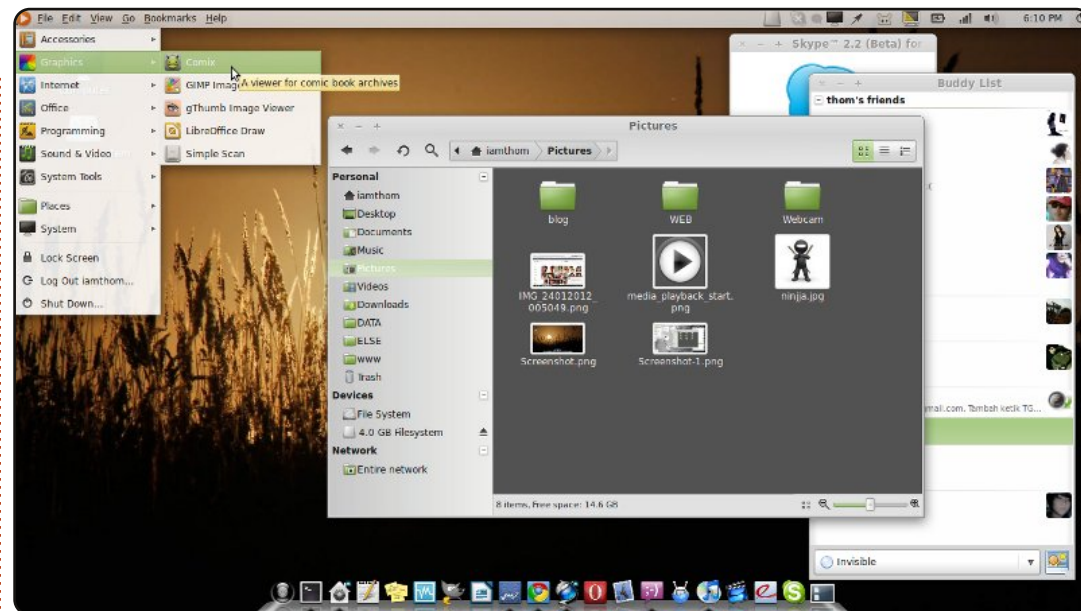 File Edit View Go Bookmarks Help
6:10 PM
Accessories
Graphics
Internet
Office
Programming
Sound & Video
System Tools
Places
System
Lock Screen
Log Out iamthom...
Shut Down...
Comix
GIMP Imag
A viewer for comic book archives
gThumb Image Viewer
LibreOffice Draw
Simple Scan
Skype™ 2.2 (Beta) for
Buddy List
thom's friends
Pictures
iamthom
Pictures
Personal
iamthom
Desktop
Documents
Music
Pictures
Videos
Downloads
DATA
ELSE
www
Trash
Devices
File System
4.0 GB Filesystem
Network
Entire network
blog
WEB
Webcam
IMG_24012012_
005049.png
media_playback_start.
png
ninjja.jpg
Screenshot.png
Screenshot-1.png
8 items, Free space: 14.6 GB
ymail.com. Tambah ketik TG...
Invisible